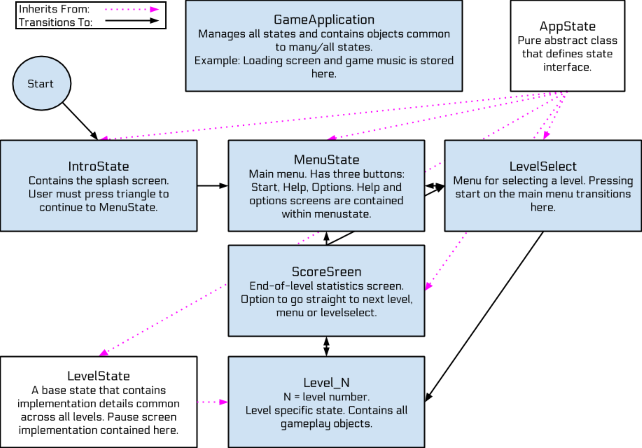 Inherits From:
Transitions To:
GameApplication
Manages all states and contains objects common
to many/all states.
Example: Loading screen and game music is stored
here.
AppState
Pure abstract class
that defines state
interface.
Start
IntroState
Contains the splash screen.
User must press triangle to
continue to MenuState.
MenuState
Main menu. Has three buttons:
Start, Help, Options. Help and
options screens are contained
within menustate.
LevelSelect
Menu for selecting a level. Pressing
start on the main menu transitions
here.
ScoreSreen
End-of-level statistics screen.
Option to go straight to next level,
menu or levelselect.
LevelState
A base state that contains
implementation details common
across all levels. Pause screen
implementation contained here.
Level_N
N = level number.
Level specific state. Contains all
gameplay objects.